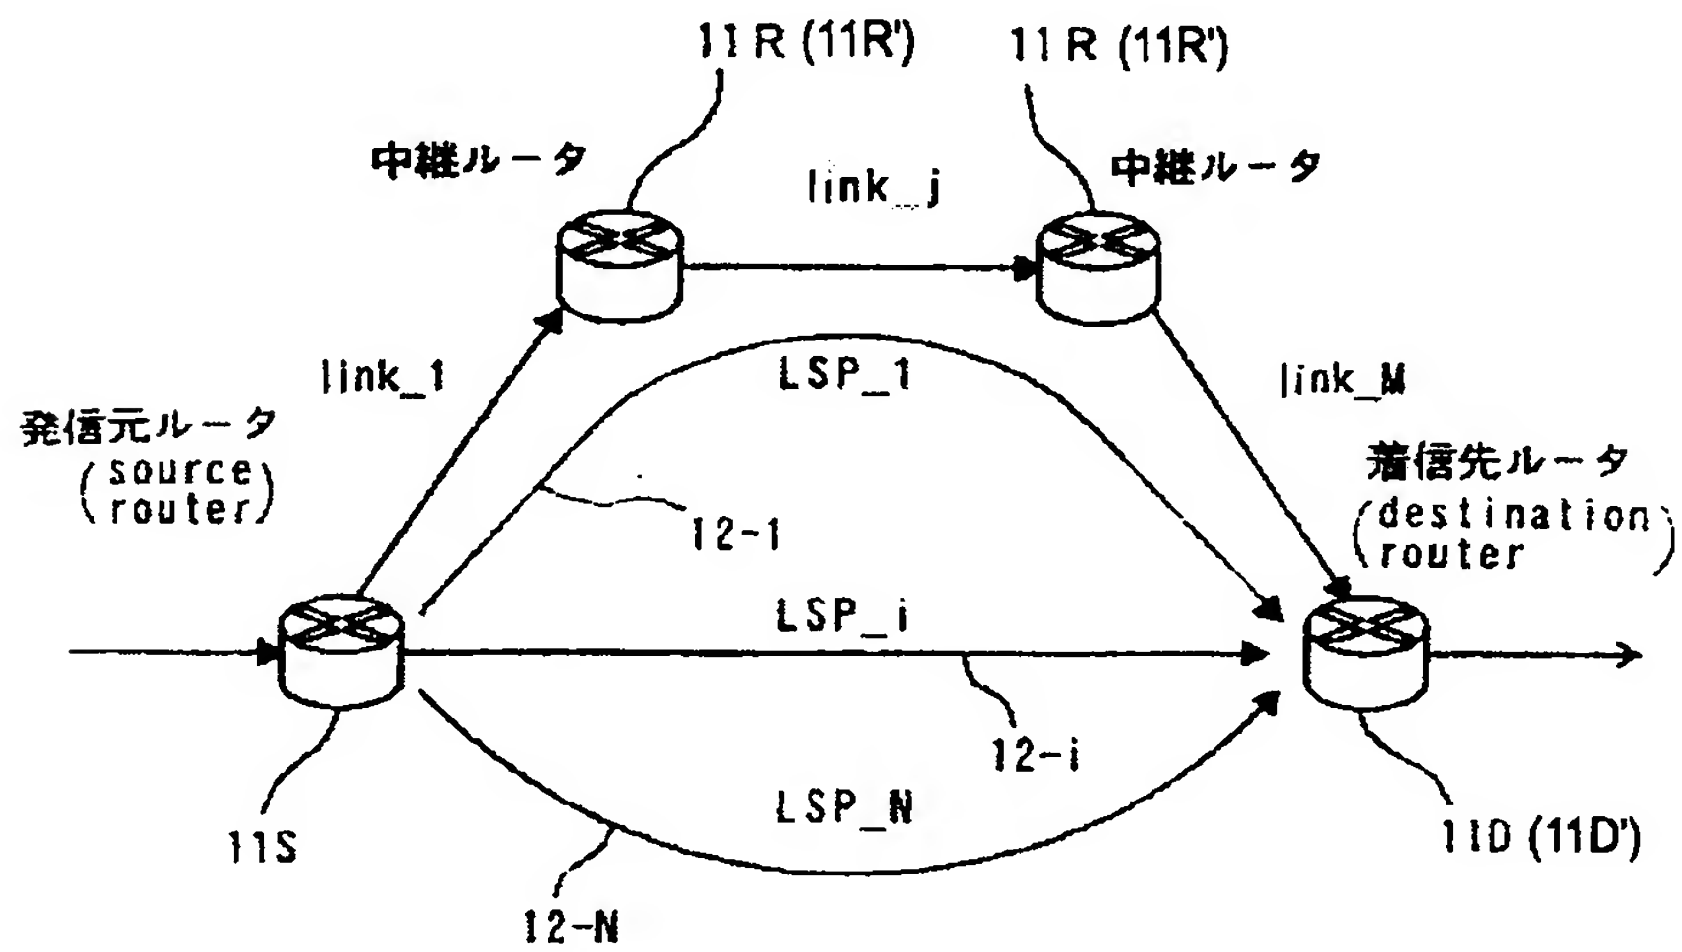 11R (11R')
11R (11R')
中継ルータ
link_j
中継ルータ
link_1
LSP_1
link_M
発信元ルータ
(source
router)
着信先ルータ
(destination
router)
12-1
LSP_i
12-i
LSP_N
11S
11D (11D')
12-N